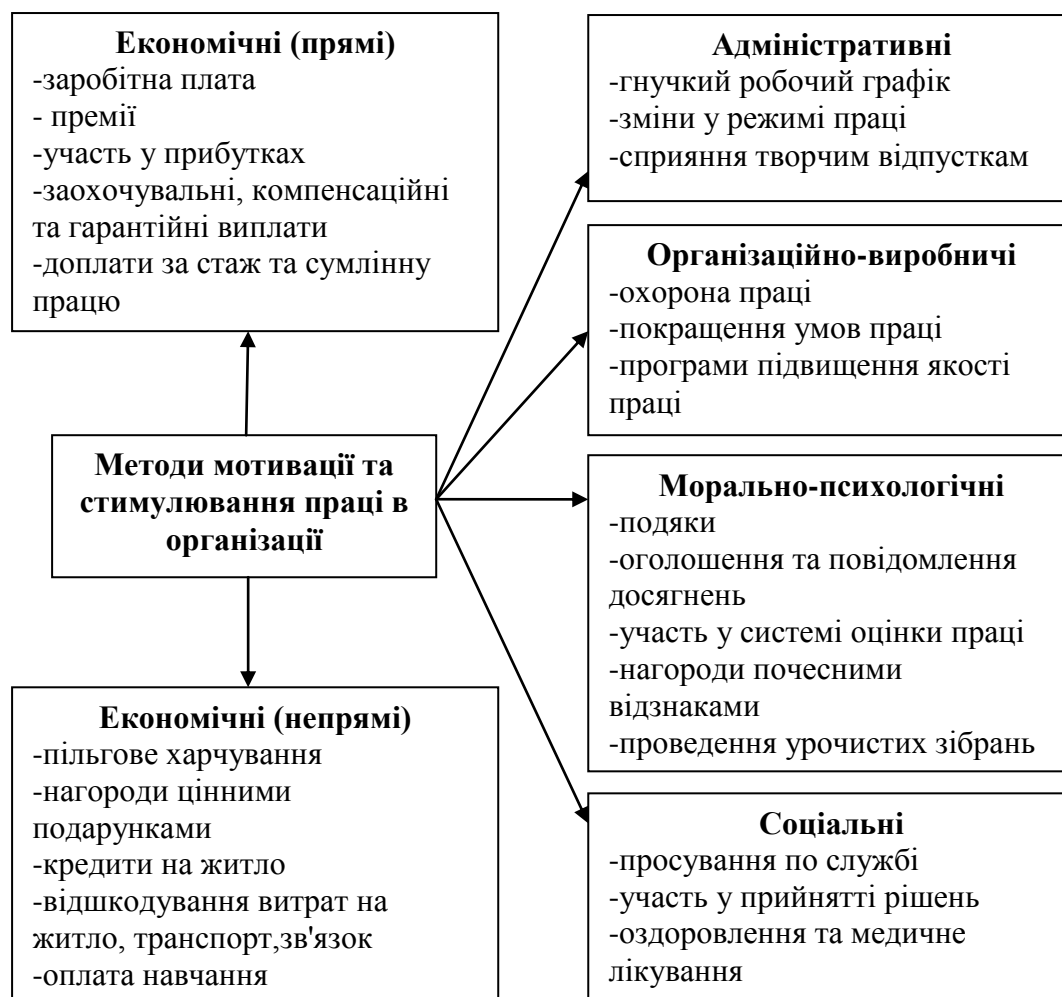 Економічні (прямі)
-заробітна плата
- премії
-участь у прибутках
-заохочувальні, компенсаційні
та гарантійні виплати
-доплати за стаж та сумлінну
працю
Адміністративні
-гнучкий робочий графік
-зміни у режимі праці
-сприяння творчим відпусткам
Організаційно-виробничі
-охорона праці
-покращення умов праці
-програми підвищення якості
праці
Методи мотивації та
стимулювання праці в
організації
Морально-психологічні
-подяки
-оголошення та повідомлення
досягнень
-участь у системі оцінки праці
-нагороди почесними
відзнаками
-проведення урочистих зібрань
Економічні (непрямі)
-пільгове харчування
-нагороди цінними
подарунками
-кредити на житло
-відшкодування витрат на
житло, транспорт,зв'язок
-оплата навчання
Соціальні
-просування по службі
-участь у прийнятті рішень
-оздоровлення та медичне
лікування